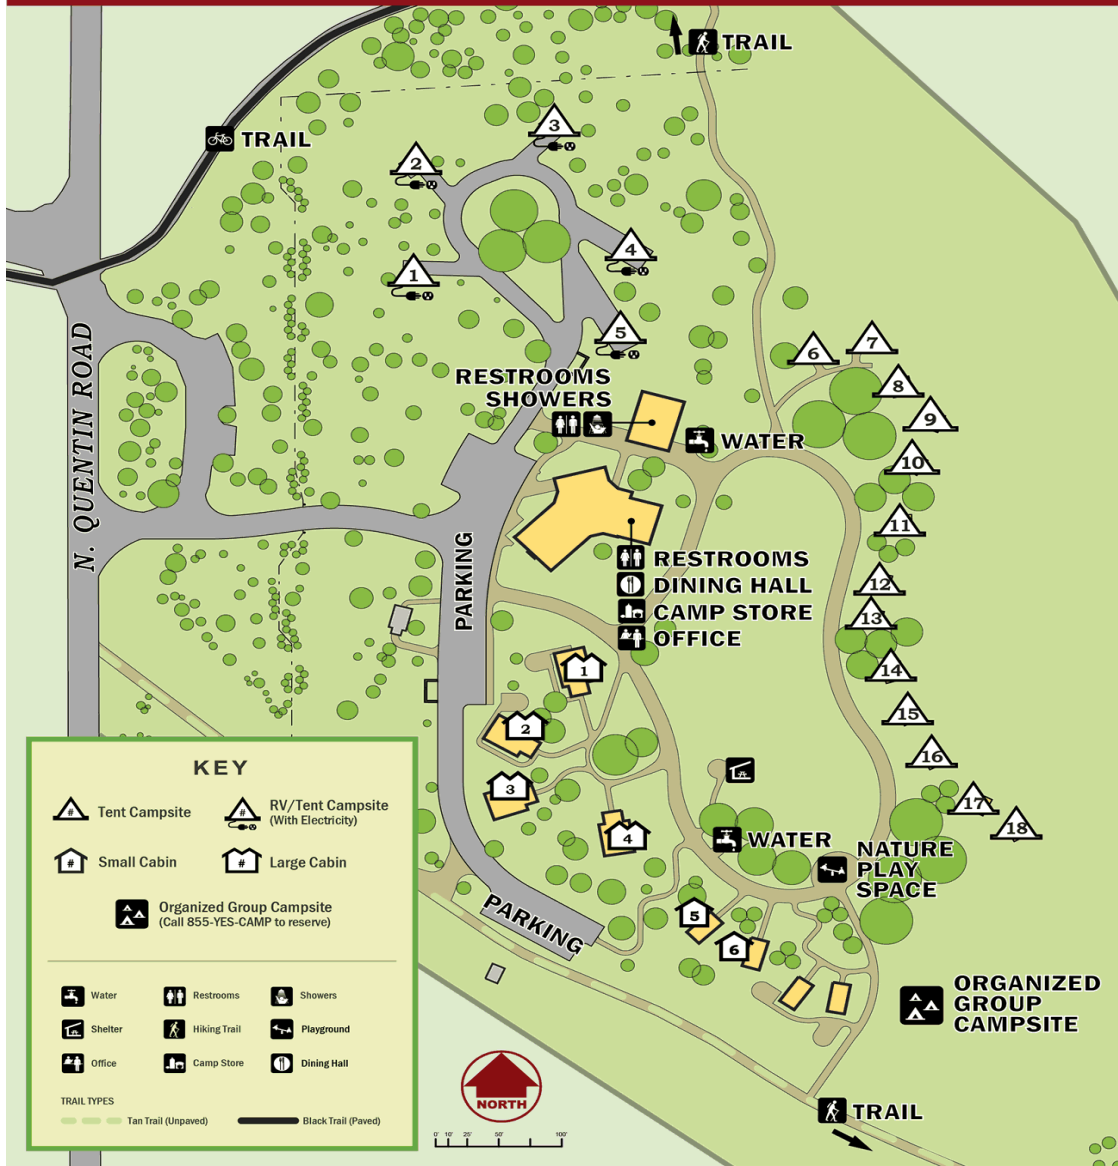 TRAIL
TRAIL
3
2
4
1
5
7
6
8
9
RESTROOMS
SHOWERS
WATER
10
11
N. QUENTIN ROAD
PARKING
RESTROOMS
DINING HALL
CAMP STORE
OFFICE
12
13
14
1
15
2
16
3
17
18
4
WATER
NATURE
PLAY
SPACE
PARKING
5
6
ORGANIZED
GROUP
CAMPSITE
TRAIL
KEY
# Tent Campsite
# RV/Tent Campsite
(With Electricity)
# Small Cabin
# Large Cabin
Organized Group Campsite
(Call 855-YES-CAMP to reserve)
Water
Restrooms
Showers
Shelter
Hiking Trail
Playground
Office
Camp Store
Dining Hall
TRAIL TYPES
Tan Trail (Unpaved)
Black Trail (Paved)
NORTH
0' 10' 25' 50' 100'